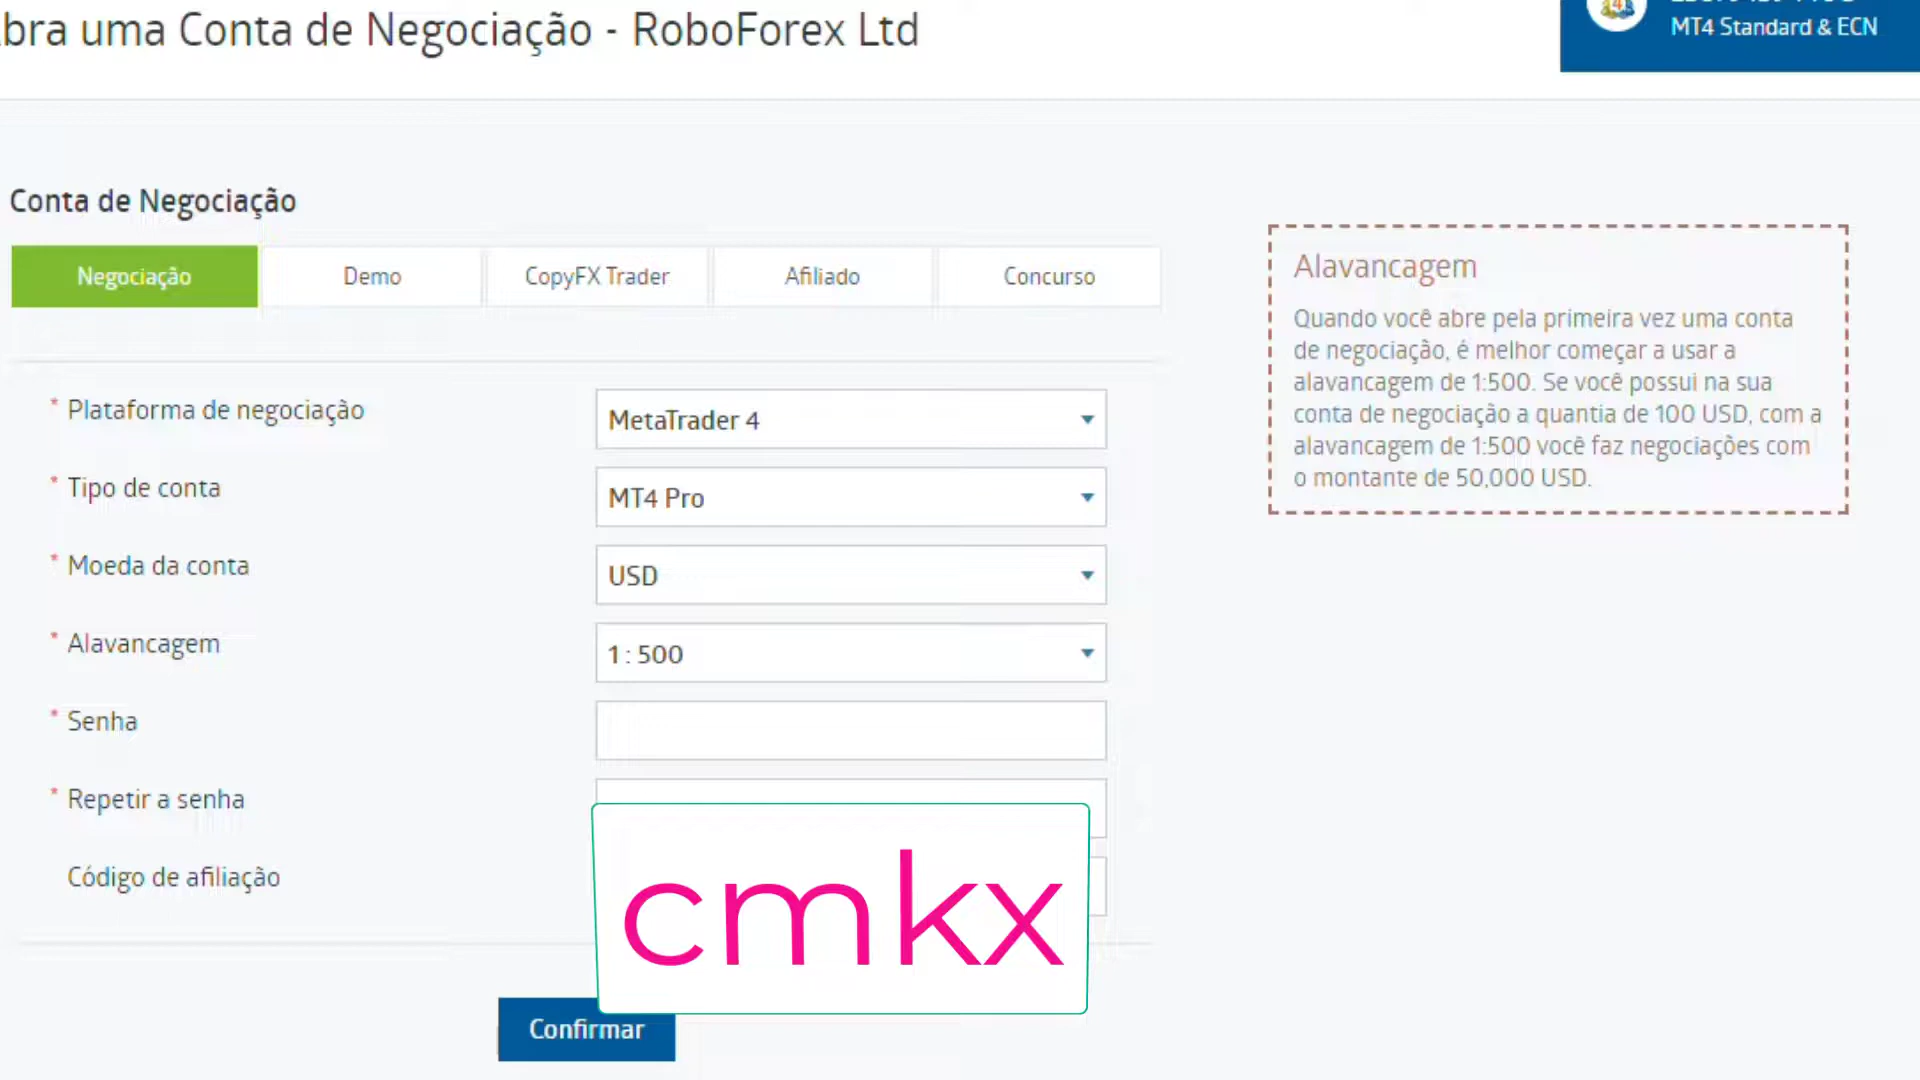 bra uma Conta de Negociação - RoboForex Ltd
MT4 Standard & ECN
Conta de Negociação
Negociação
Demo
CopyFX Trader
Afiliado
Concurso
* Plataforma de negociação
MetaTrader 4
* Tipo de conta
MT4 Pro
* Moeda da conta
USD
* Alavancagem
1 : 500
* Senha
* Repetir a senha
Código de afiliação
cmkx
Confirmar
Alavancagem
Quando você abre pela primeira vez uma conta
de negociação, é melhor começar a usar a
alavancagem de 1:500. Se você possui na sua
conta de negociação a quantia de 100 USD, com a
alavancagem de 1:500 você faz negociações com
o montante de 50,000 USD.